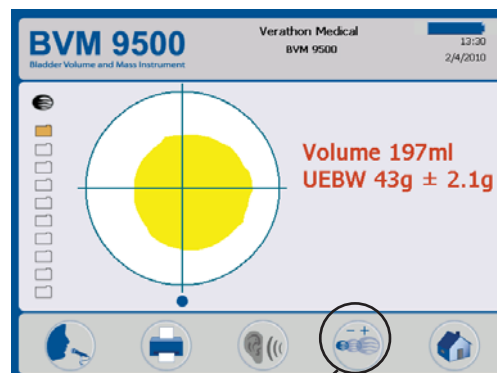 BVM 9500
Bladder Volume and Mass Instrument
Verathon Medical
BVM 9500
13:30
2/4/2010
Volume 197ml
UEBW 43g ± 2.1g
- +